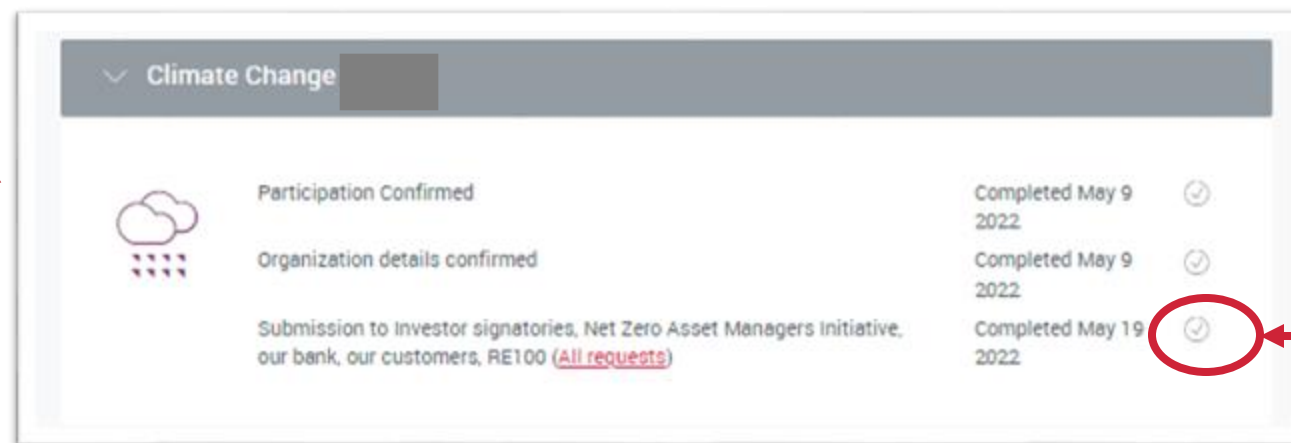 Climate Change
Participation Confirmed
Completed May 9
2022
Organization details confirmed
Completed May 9
2022
Submission to Investor signatories, Net Zero Asset Managers Initiative,
our bank, our customers, RE100 (All requests)
Completed May 19
2022